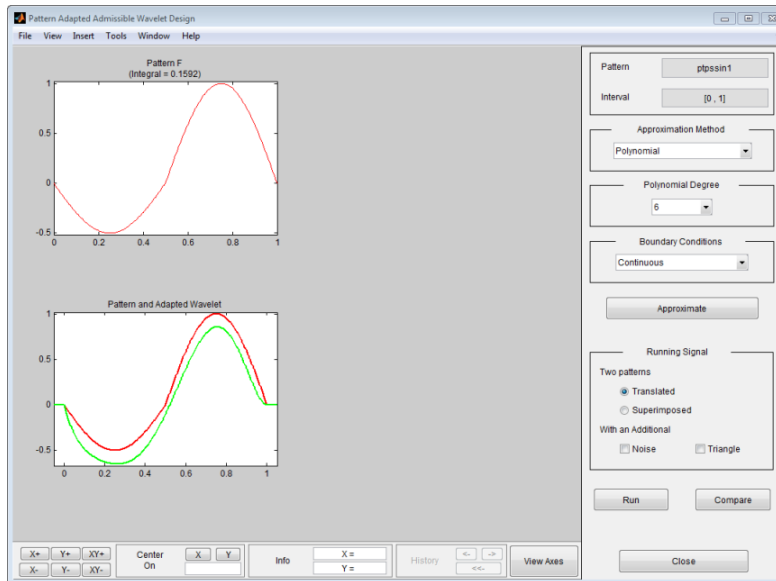 Pattern Adapted Admissible Wavelet Design
File View Insert Tools Window Help
Pattern F
(Integral = 0.1592)
1
0.5
0
-0.5
0 0.2 0.4 0.6 0.8 1
Pattern and Adapted Wavelet
1
0.5
0
-0.5
0 0.2 0.4 0.6 0.8 1
Pattern ptpssin1
Interval [0 , 1]
Approximation Method
Polynomial
Polynomial Degree
6
Boundary Conditions
Continuous
Approximate
Running Signal
Two patterns
Translated
Superimposed
With an Additional
Noise Triangle
Run Compare
Close
X+ Y+ XY+
X- Y- XY-
Center
On
X Y
Info
X =
Y =
History
<- ->
<<-
View Axes